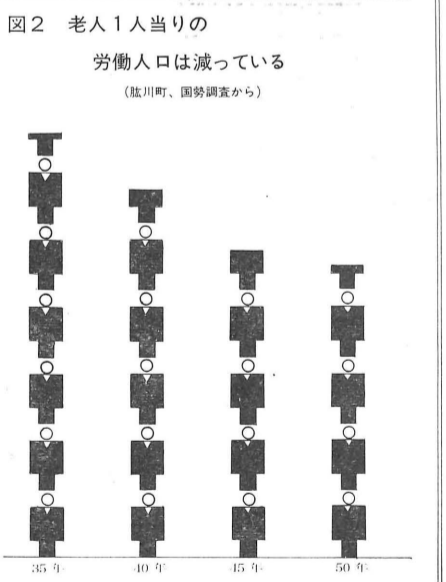 図2 老人1人当りの
労働人口は減っている
(肱川町、国勢調査から)
35年 40年 45年 50年